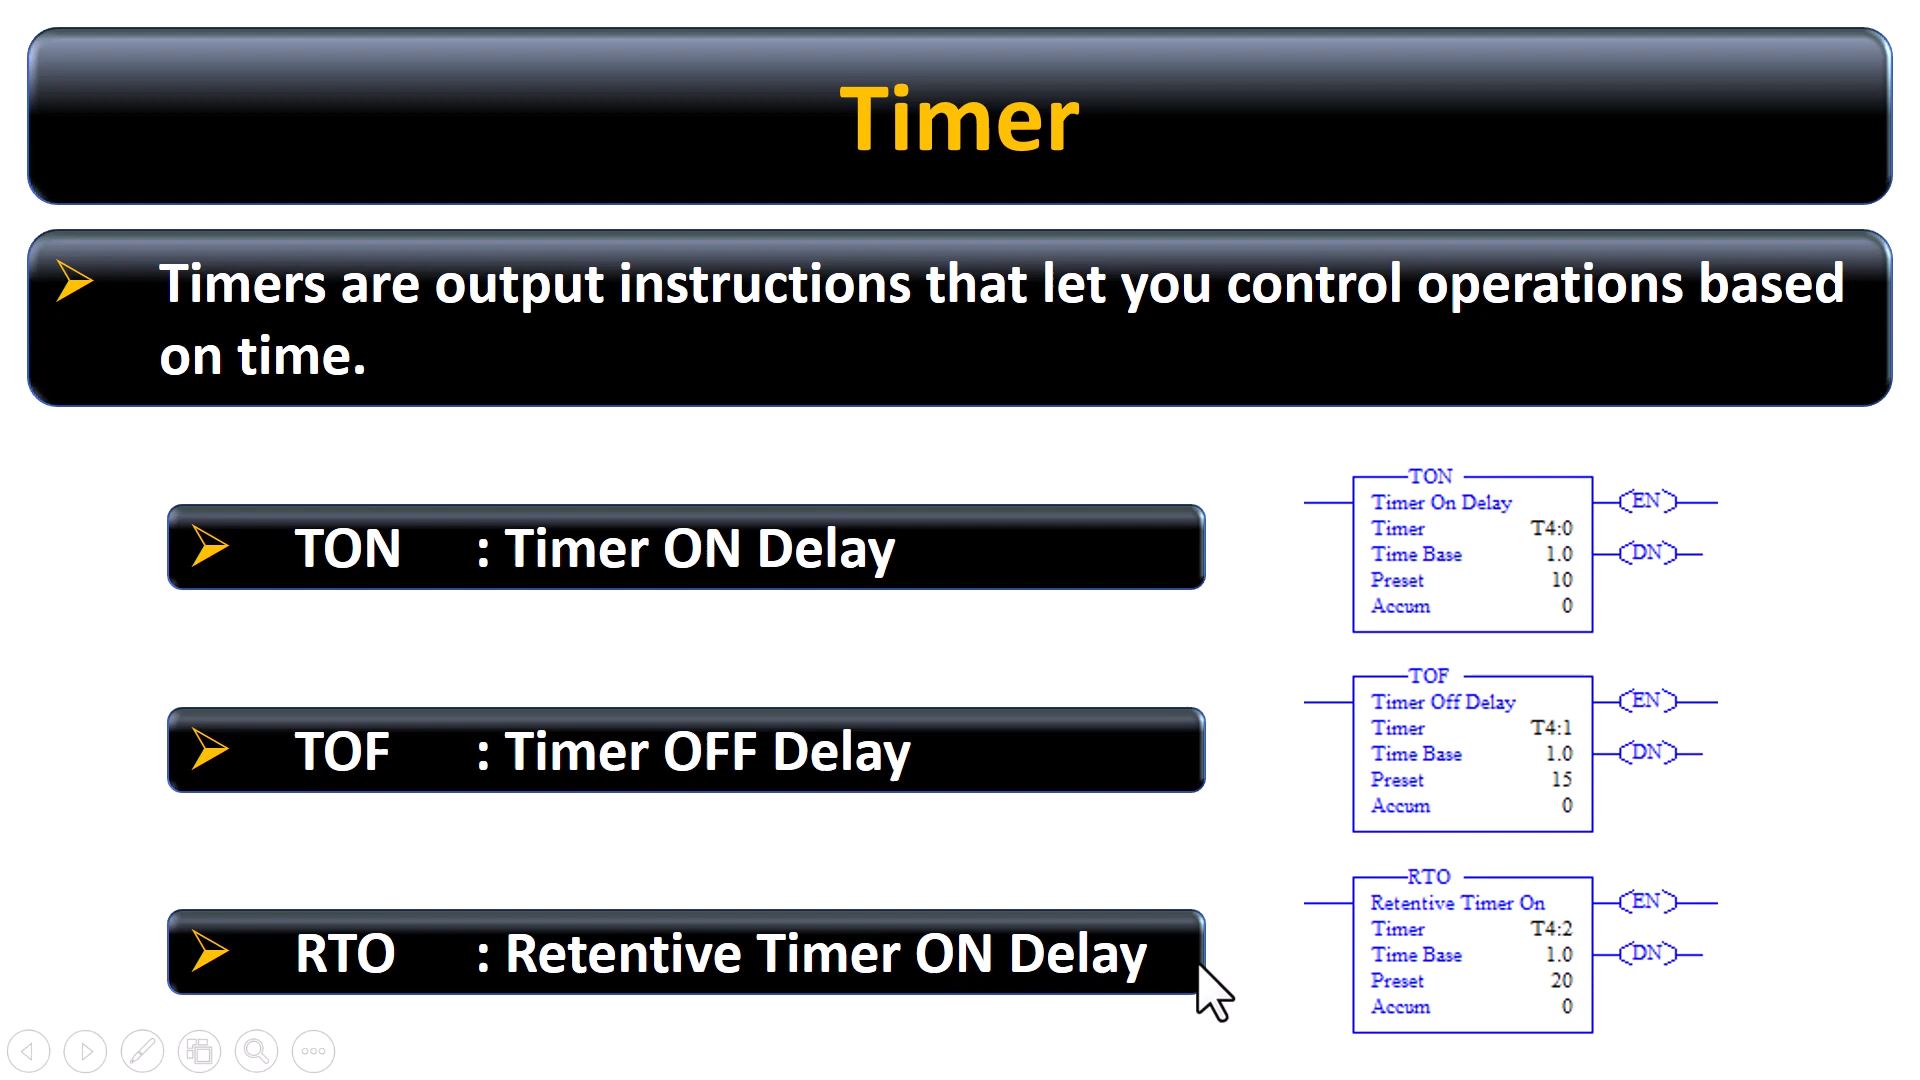 Timer
Timers are output instructions that let you control operations based
on time.
TON : Timer ON Delay
TON
Timer On Delay
Timer T4:0
Time Base 1.0
Preset 10
Accum 0
EN
DN
TOF : Timer OFF Delay
TOF
Timer Off Delay
Timer T4:1
Time Base 1.0
Preset 15
Accum 0
EN
DN
RTO : Retentive Timer ON Delay
RTO
Retentive Timer On
Timer T4:2
Time Base 1.0
Preset 20
Accum 0
EN
DN